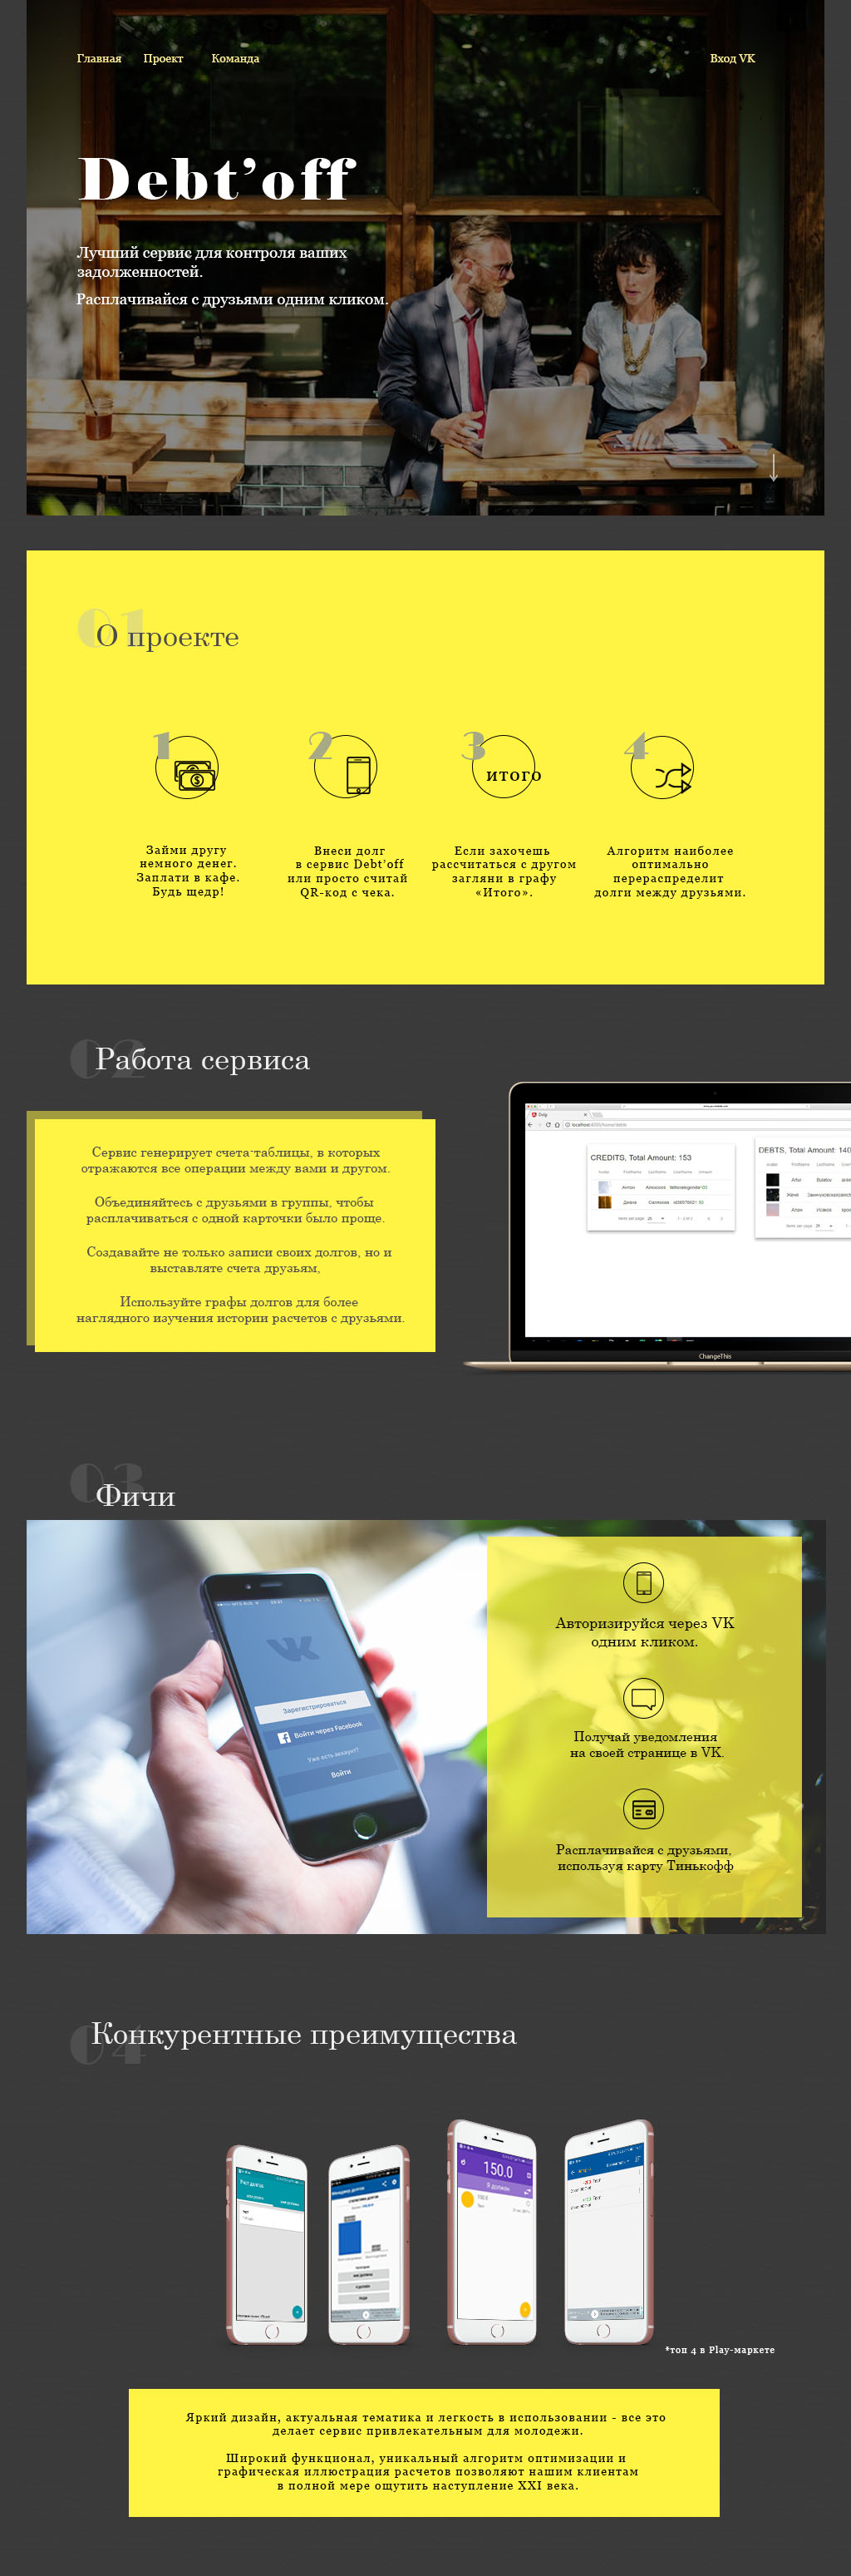 Главная Проект Команда Вход VK
Debt’off
Лучший сервис для контроля ваших
задолженностей.
Расплачивайся с друзьями одним кликом.
01
О проекте
1
2
3
4
итого
Займи другу
немного денег.
Заплати в кафе.
Будь щедр!
Внеси долг
в сервис Debt’off
или просто считай
QR-код с чека.
Если захочешь
рассчитаться с другом
загляни в графу
«Итого».
Алгоритм наиболее
оптимально
перераспределит
долги между друзьями.
02
Работа сервиса
Сервис генерирует счета-таблицы, в которых
отражаются все операции между вами и другом.
Объединяйтесь с друзьями в группы, чтобы
расплачиваться с одной карточки было проще.
Создавайте не только записи своих долгов, но и
выставляте счета друзьям,
Используйте графы долгов для более
наглядного изучения истории расчетов с друзьями.
CREDITS, Total Amount: 153
DEBTS, Total Amount: 140
ChangeThis
03
Фичи
Зарегистрироваться
Войти через Facebook
Уже есть аккаунт?
Войти
Авторизируйся через VK
одним кликом.
Получай уведомления
на своей странице в VK.
Расплачивайся с друзьями,
используя карту Тинькофф
04
Конкурентные преимущества
150.0
Я должен
*топ 4 в Play-маркете
Яркий дизайн, актуальная тематика и легкость в использовании - все это
делает сервис привлекательным для молодежи.
Широкий функционал, уникальный алгоритм оптимизации и
графическая иллюстрация расчетов позволяют нашим клиентам
в полной мере ощутить наступление XXI века.